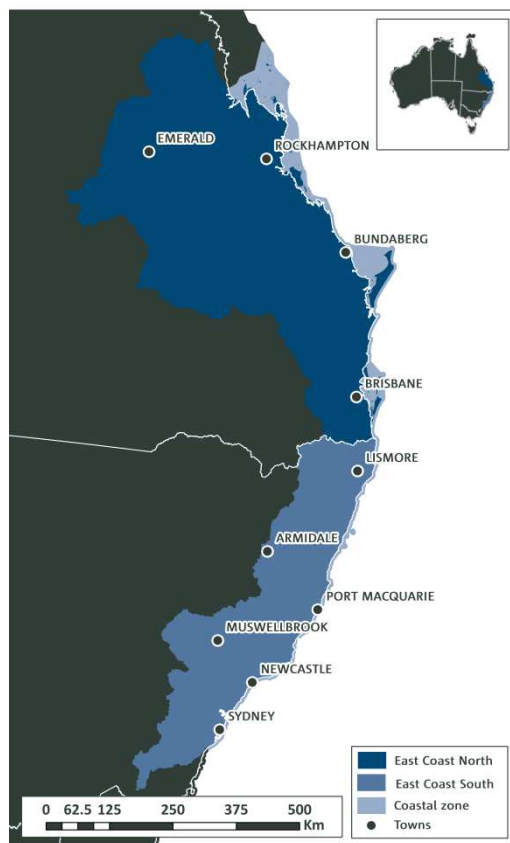 EMERALD
ROCKHAMPTON
BUNDABERG
BRISBANE
LISMORE
ARMIDALE
PORT MACQUARIE
MUSWELLBROOK
NEWCASTLE
SYDNEY
East Coast North
East Coast South
Coastal zone
Towns
0 62.5 125 250 375 500
Km